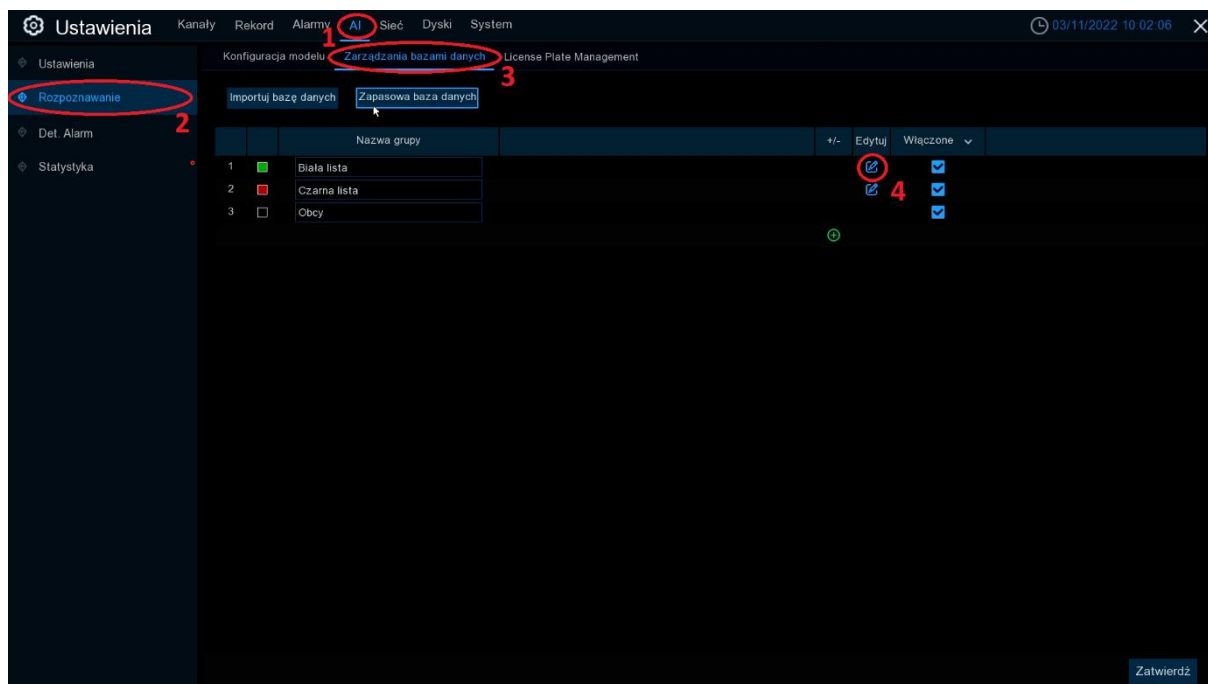 Ustawienia Kanały Rekord Alarmy AI Sieć Dyski System 03/11/2022 10:02:06
1
Ustawienia
Konfiguracja modelu Zarządzania bazami danych License Plate Management
3
Rozpoznawanie
2
Importuj bazę danych Zapasowa baza danych
Det. Alarm
Nazwa grupy +/- Edytuj Włączone
Statystyka
1 Biała lista
2 Czarna lista 4
3 Obcy
Zatwierdź